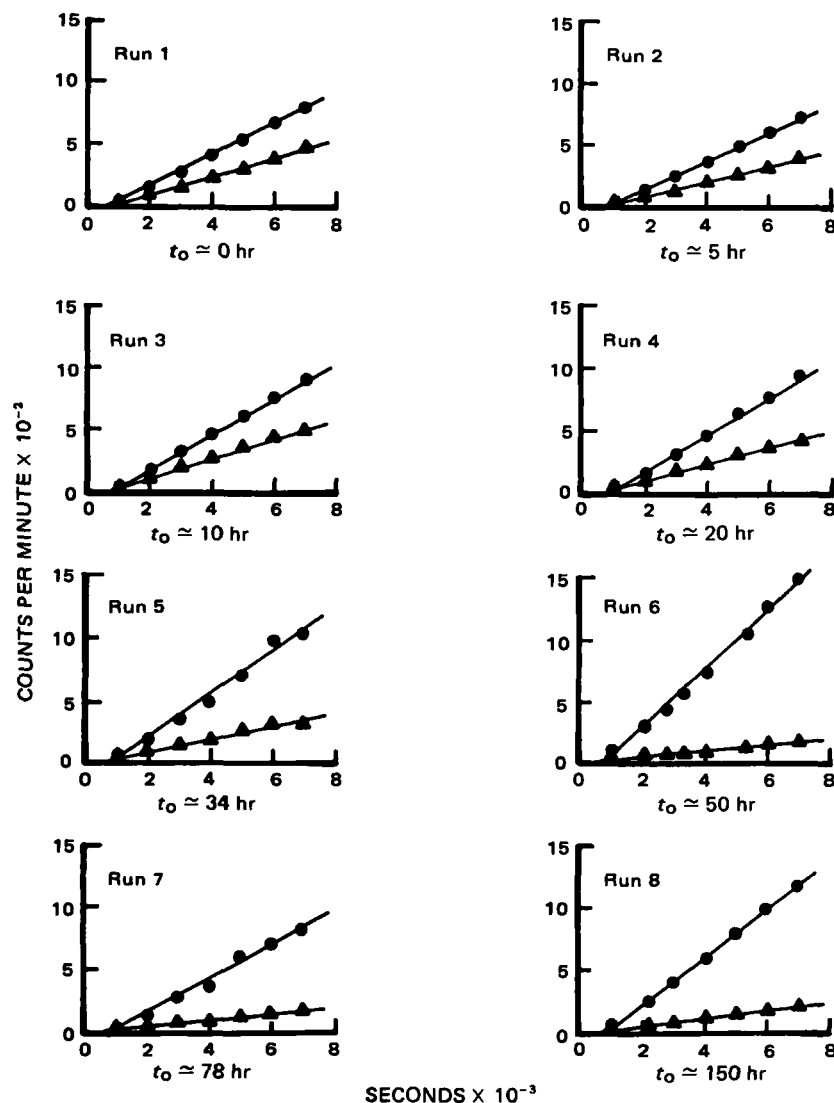 COUNTS PER MINUTE × 10⁻²
15
10
5
0
Run 1
0 2 4 6 8
t₀ ≃ 0 hr
15
10
5
0
Run 2
0 2 4 6 8
t₀ ≃ 5 hr
15
10
5
0
Run 3
0 2 4 6 8
t₀ ≃ 10 hr
15
10
5
0
Run 4
0 2 4 6 8
t₀ ≃ 20 hr
15
10
5
0
Run 5
0 2 4 6 8
t₀ ≃ 34 hr
15
10
5
0
Run 6
0 2 4 6 8
t₀ ≃ 50 hr
15
10
5
0
Run 7
0 2 4 6 8
t₀ ≃ 78 hr
15
10
5
0
Run 8
0 2 4 6 8
t₀ ≃ 150 hr
SECONDS × 10⁻³